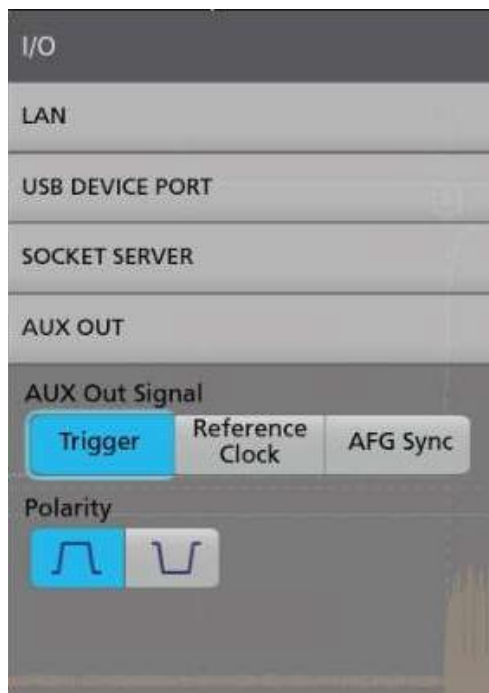 I/O
LAN
USB DEVICE PORT
SOCKET SERVER
AUX OUT
AUX Out Signal
Trigger
Reference
Clock
AFG Sync
Polarity